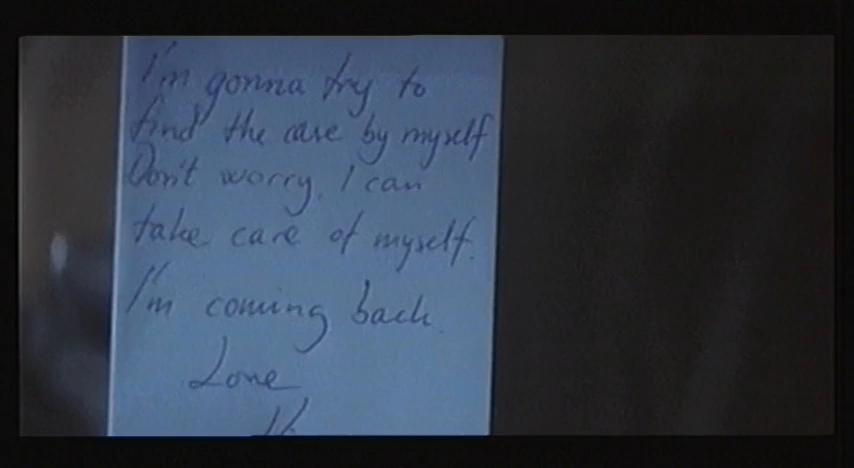 I'm gonna try to
find the case by myself
Don't worry, I can
take care of myself.
I'm coming back.
Love